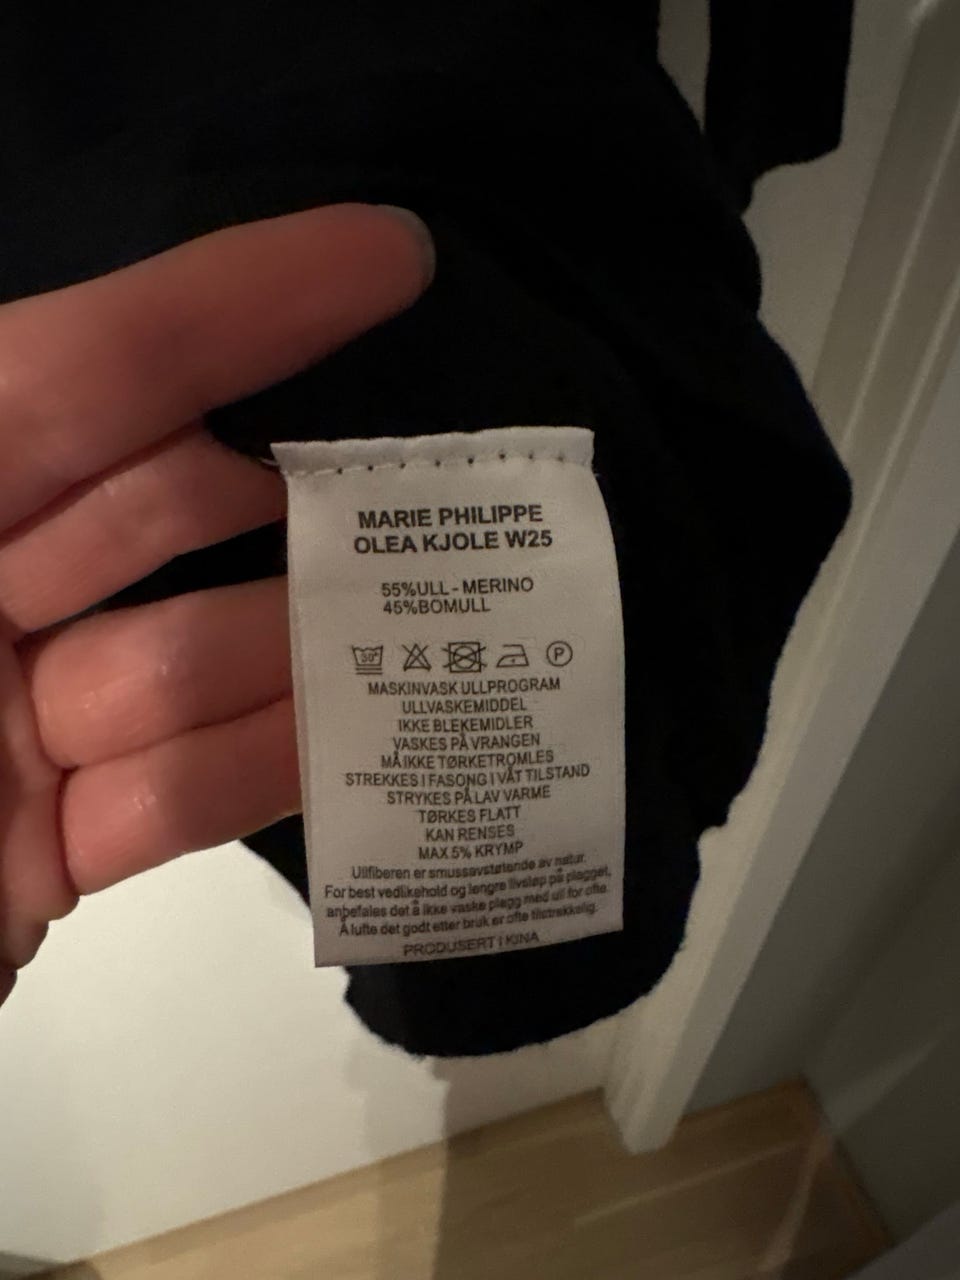 MARIE PHILIPPE
OLEA KJOLE W25
55%ULL - MERINO
45%BOMULL
30° P
MASKINVASK ULLPROGRAM
ULLVASKEMIDDEL
IKKE BLEKEMIDLER
VASKES PÅ VRANGEN
MÅ IKKE TØRKETROMLES
STREKKES I FASONG I VÅT TILSTAND
STRYKES PÅ LAV VARME
TØRKES FLATT
KAN RENSES
MAX 5% KRYMP
Ullfiberen er smussavstøtende av natur.
For best vedlikehold og lengre livsløp på plagget,
anbefales det å ikke vaske plagg med ull for ofte.
Å lufte det godt etter bruk er ofte tilstrekkelig.
PRODUSERT I KINA